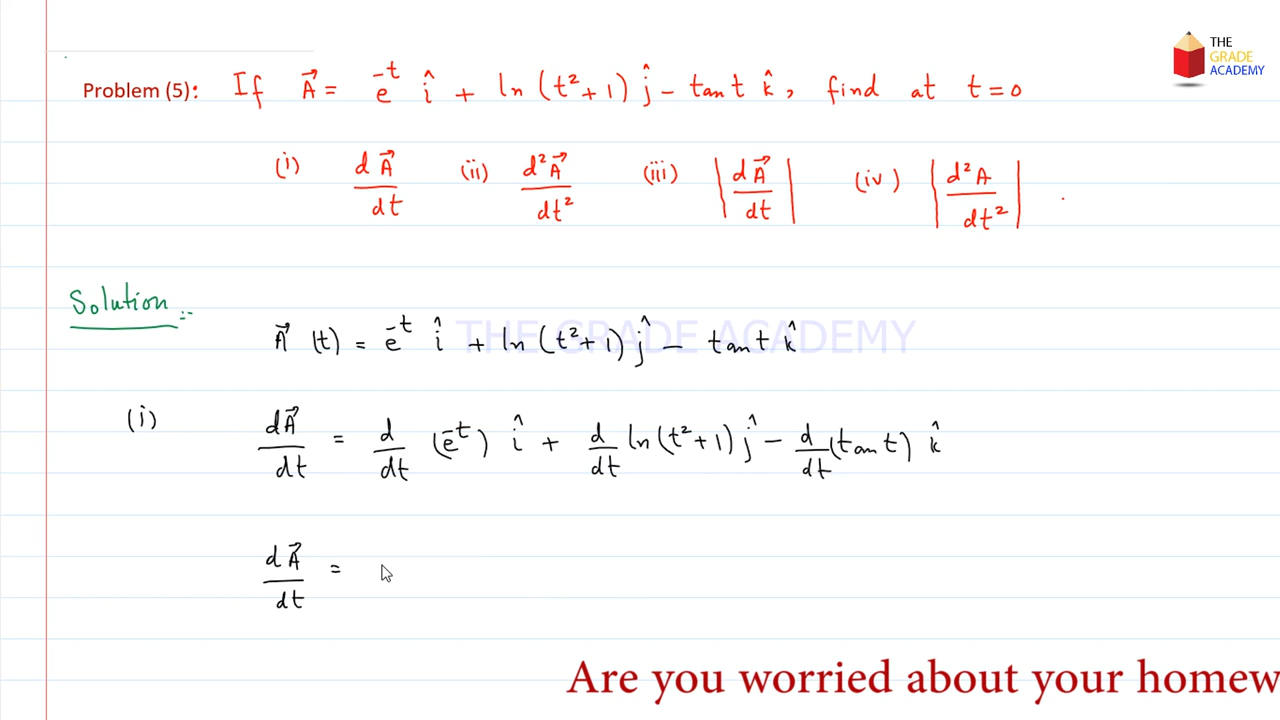 THE
GRADE
ACADEMY
Problem (5): If A⃗ = e^-t î + ln (t²+1) ĵ - tan t k̂, find at t=0
(i) dA⃗/dt (ii) d²A⃗/dt² (iii) |dA⃗/dt| (iv) |d²A/dt²| .
Solution :-
THE GRADE ACADEMY
A⃗ (t) = e^-t î + ln (t²+1) ĵ - tan t k̂
(i) dA⃗/dt = d/dt (e^-t) î + d/dt ln (t²+1) ĵ - d/dt (tan t) k̂
dA⃗/dt =
Are you worried about your homew